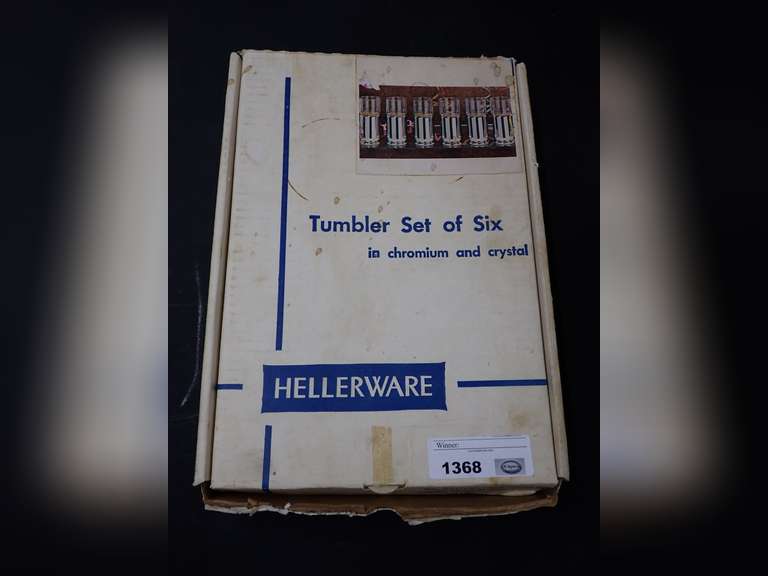 Tumbler Set of Six
in chromium and crystal
HELLERWARE
Winner:
1368